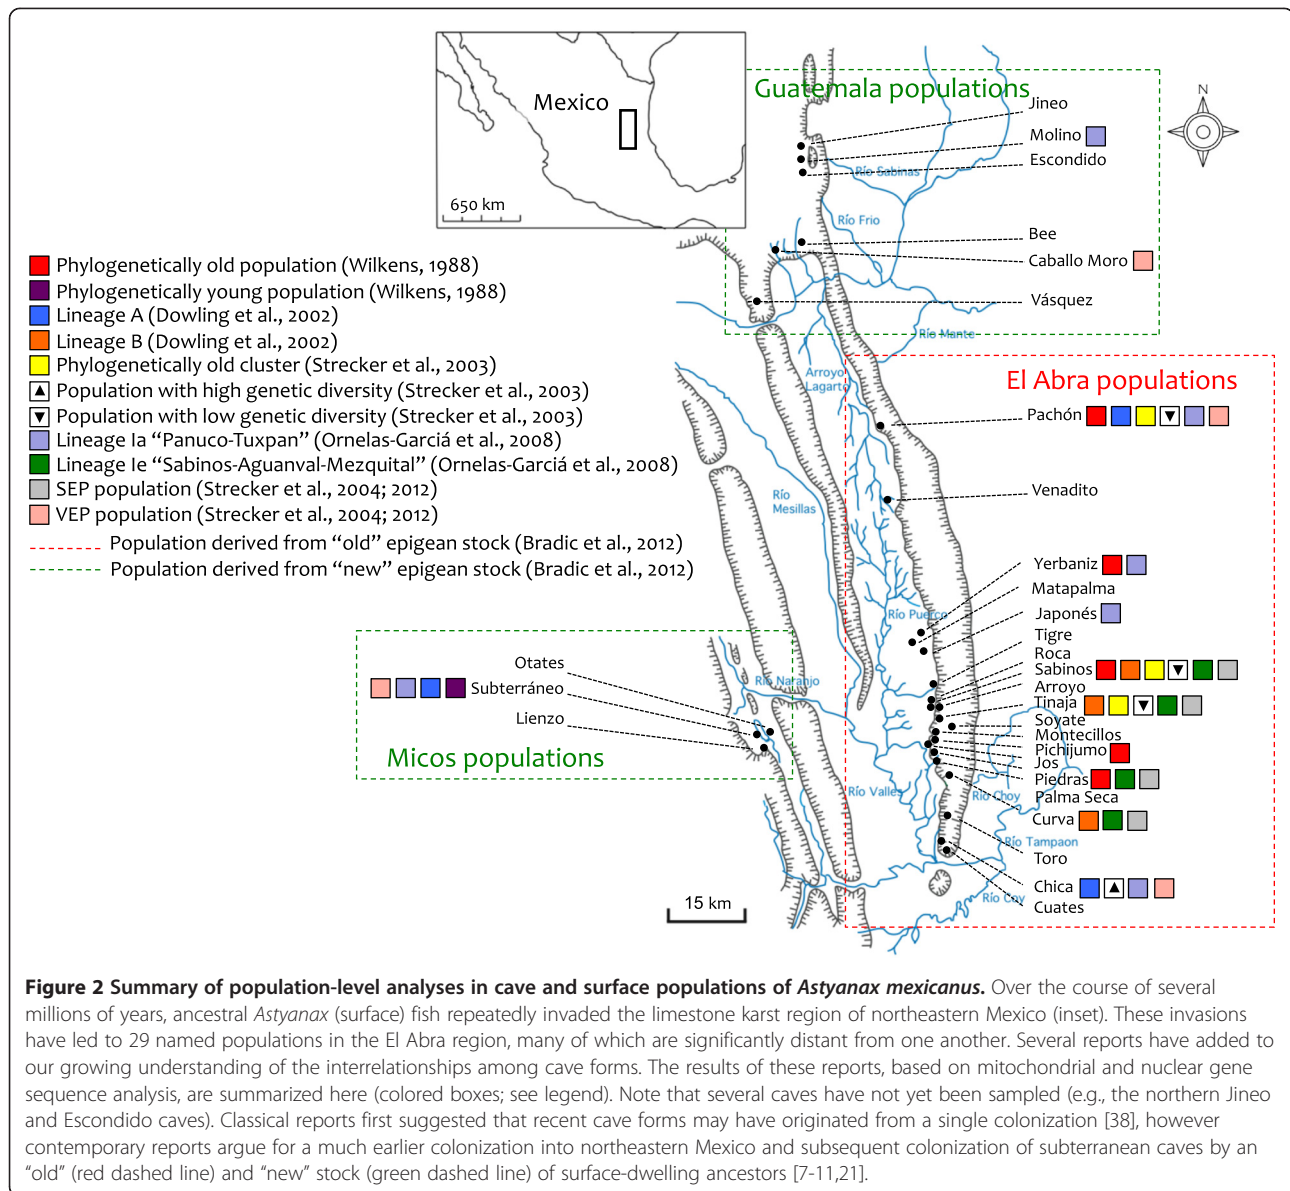 Guatemala populations
N
Mexico
650 km
Jineo
Molino
Escondido
Río Sabinas
Río Frio
Bee
Caballo Moro
Vásquez
Río Mante
Phylogenetically old population (Wilkens, 1988)
Phylogenetically young population (Wilkens, 1988)
Lineage A (Dowling et al., 2002)
Lineage B (Dowling et al., 2002)
Phylogenetically old cluster (Strecker et al., 2003)
Population with high genetic diversity (Strecker et al., 2003)
Population with low genetic diversity (Strecker et al., 2003)
Lineage Ia “Panuco-Tuxpan” (Ornelas-Garciá et al., 2008)
Lineage Ie “Sabinos-Aguanval-Mezquital” (Ornelas-Garciá et al., 2008)
SEP population (Strecker et al., 2004; 2012)
VEP population (Strecker et al., 2004; 2012)
Population derived from “old” epigean stock (Bradic et al., 2012)
Population derived from “new” epigean stock (Bradic et al., 2012)
Arroyo
Lagarto
El Abra populations
Pachón
Río
Mesillas
Venadito
Yerbaniz
Matapalma
Río Puerco
Japonés
Tigre
Roca
Sabinos
Arroyo
Tinaja
Soyate
Montecillos
Pichijumo
Jos
Piedras
Palma Seca
Curva
Toro
Chica
Cuates
Otates
Subterráneo
Lienzo
Río Naranjo
Micos populations
Río Valles
Río Choy
Río Tampaon
Río Coy
15 km
Figure 2 Summary of population-level analyses in cave and surface populations of Astyanax mexicanus. Over the course of several
millions of years, ancestral Astyanax (surface) fish repeatedly invaded the limestone karst region of northeastern Mexico (inset). These invasions
have led to 29 named populations in the El Abra region, many of which are significantly distant from one another. Several reports have added to
our growing understanding of the interrelationships among cave forms. The results of these reports, based on mitochondrial and nuclear gene
sequence analysis, are summarized here (colored boxes; see legend). Note that several caves have not yet been sampled (e.g., the northern Jineo
and Escondido caves). Classical reports first suggested that recent cave forms may have originated from a single colonization [38], however
contemporary reports argue for a much earlier colonization into northeastern Mexico and subsequent colonization of subterranean caves by an
“old” (red dashed line) and “new” stock (green dashed line) of surface-dwelling ancestors [7-11,21].